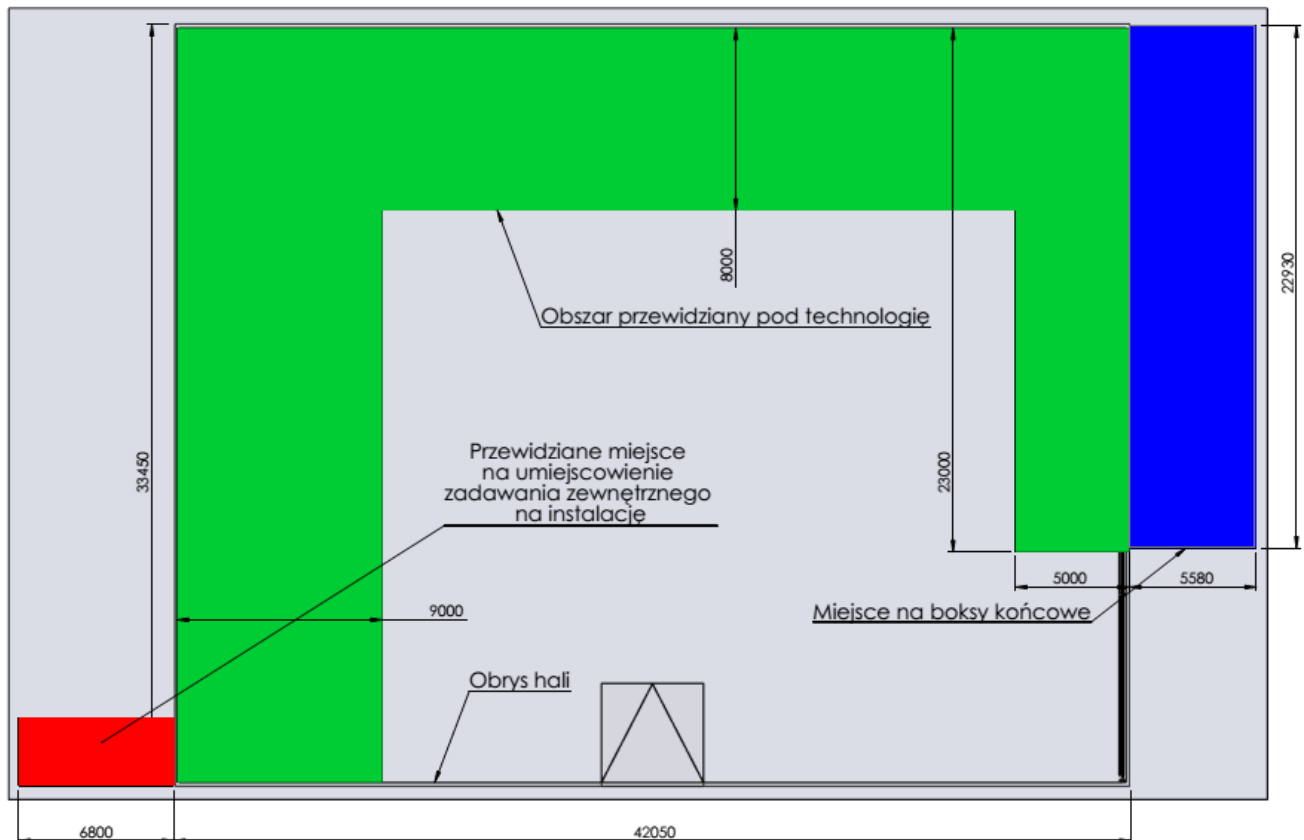 8000
22930
Obszar przewidziany pod technologię
33450
Przewidziane miejsce
na umiejscowienie
zadawania zewnętrznego
na instalację
23000
5000
5580
9000
Miejsce na boksy końcowe
Obrys hali
6800
42050